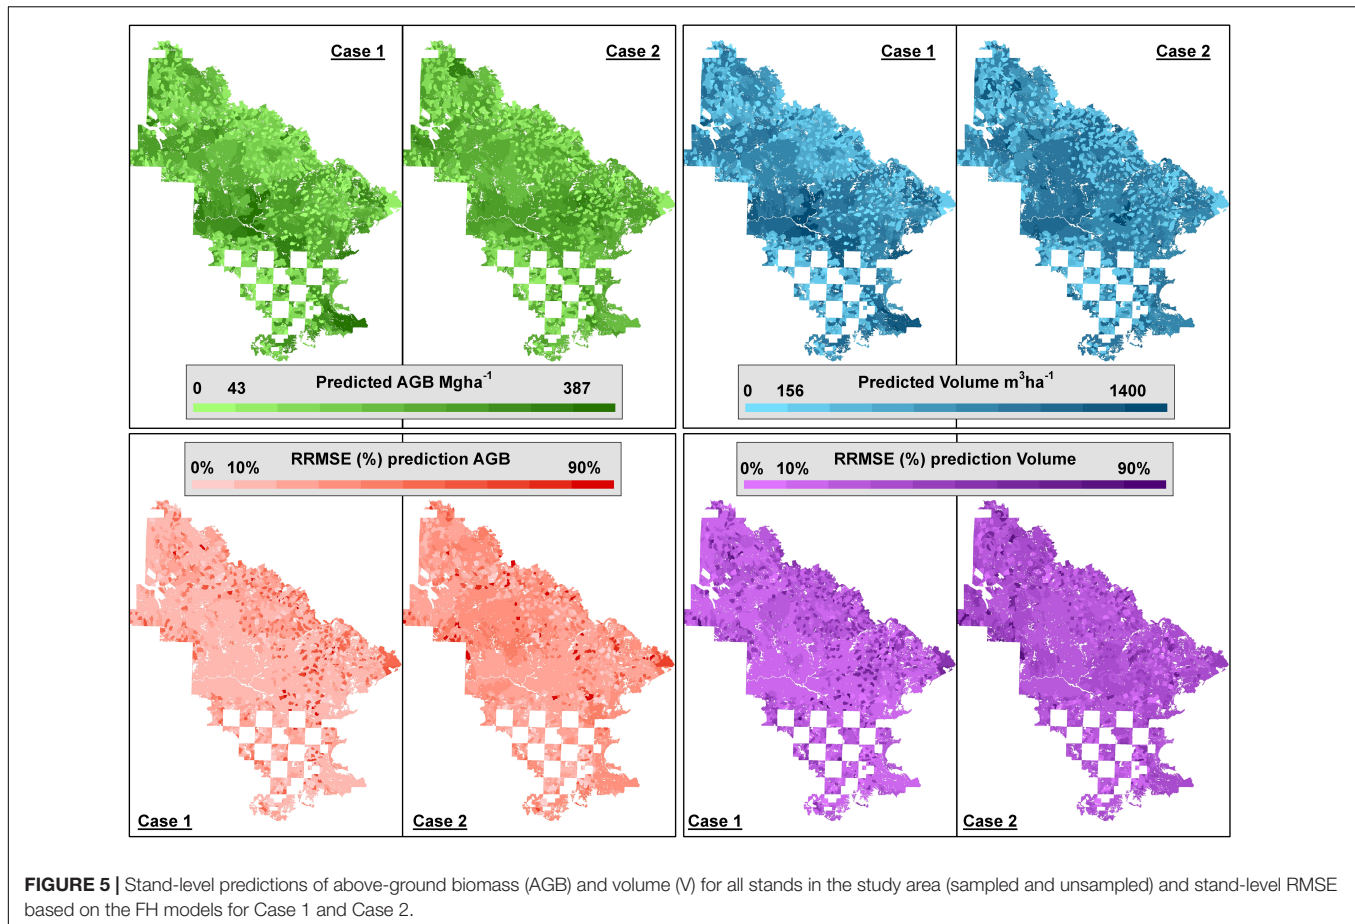 Case 1
Case 2
Case 1
Case 2
Predicted AGB Mgha⁻¹
0 43 387
Predicted Volume m³ha⁻¹
0 156 1400
RRMSE (%) prediction AGB
0% 10% 90%
RRMSE (%) prediction Volume
0% 10% 90%
Case 1
Case 2
Case 1
Case 2
FIGURE 5 | Stand-level predictions of above-ground biomass (AGB) and volume (V) for all stands in the study area (sampled and unsampled) and stand-level RMSE
based on the FH models for Case 1 and Case 2.